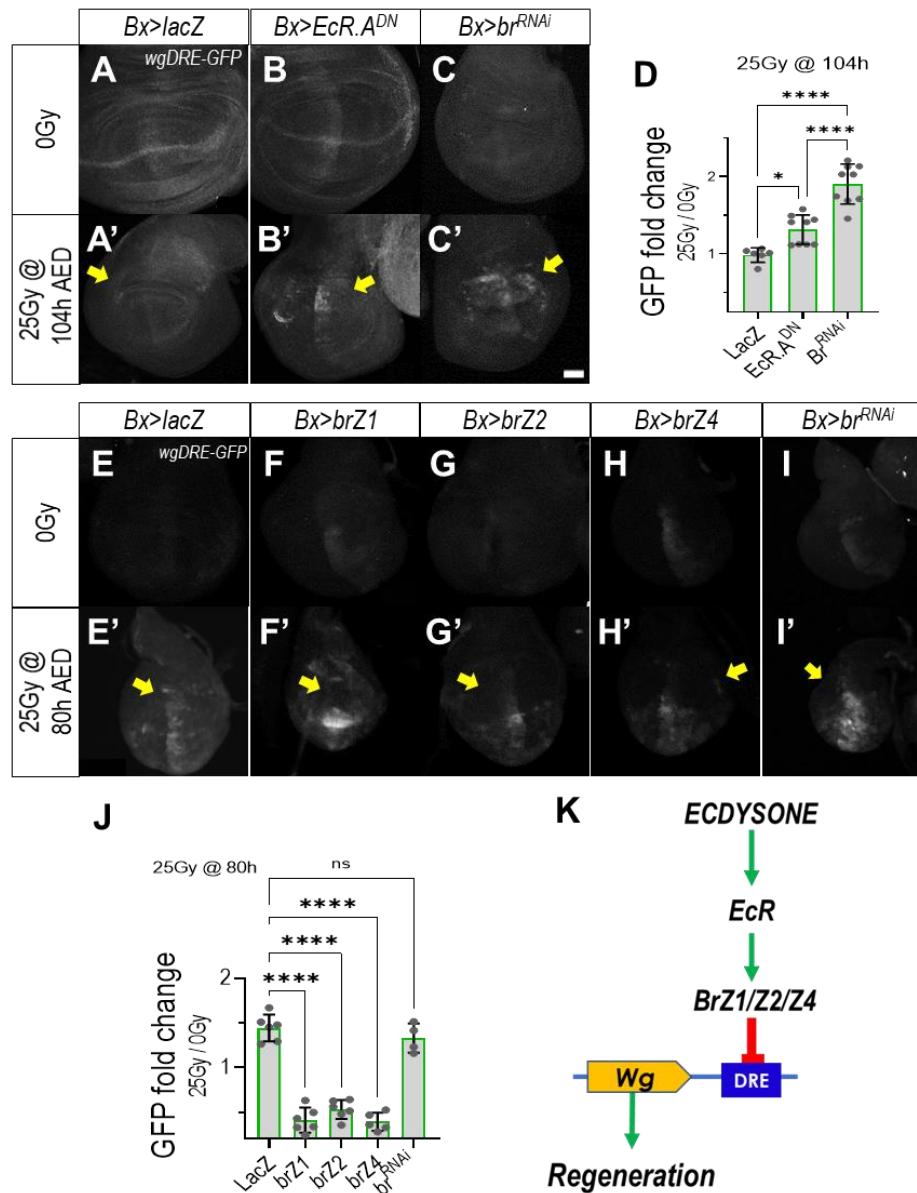 Bx>lacZ Bx>EcR.A^DN Bx>br^RNAi
0Gy
A wgDRE-GFP B C
25Gy @
104h AED
A' B' C'
D
25Gy @ 104h
****
* ****
GFP fold change
25Gy / 0Gy
2
1
LacZ EcR.A^DN Br^RNAi
Bx>lacZ Bx>brZ1 Bx>brZ2 Bx>brZ4 Bx>br^RNAi
0Gy
E wgDRE-GFP F G H I
25Gy @
80h AED
E' F' G' H' I'
J
25Gy @ 80h
ns
****
****
****
GFP fold change
25Gy / 0Gy
2
1
LacZ brZ1 brZ2 brZ4 br^RNAi
K
ECDYSONE
EcR
BrZ1/Z2/Z4
Wg DRE
Regeneration